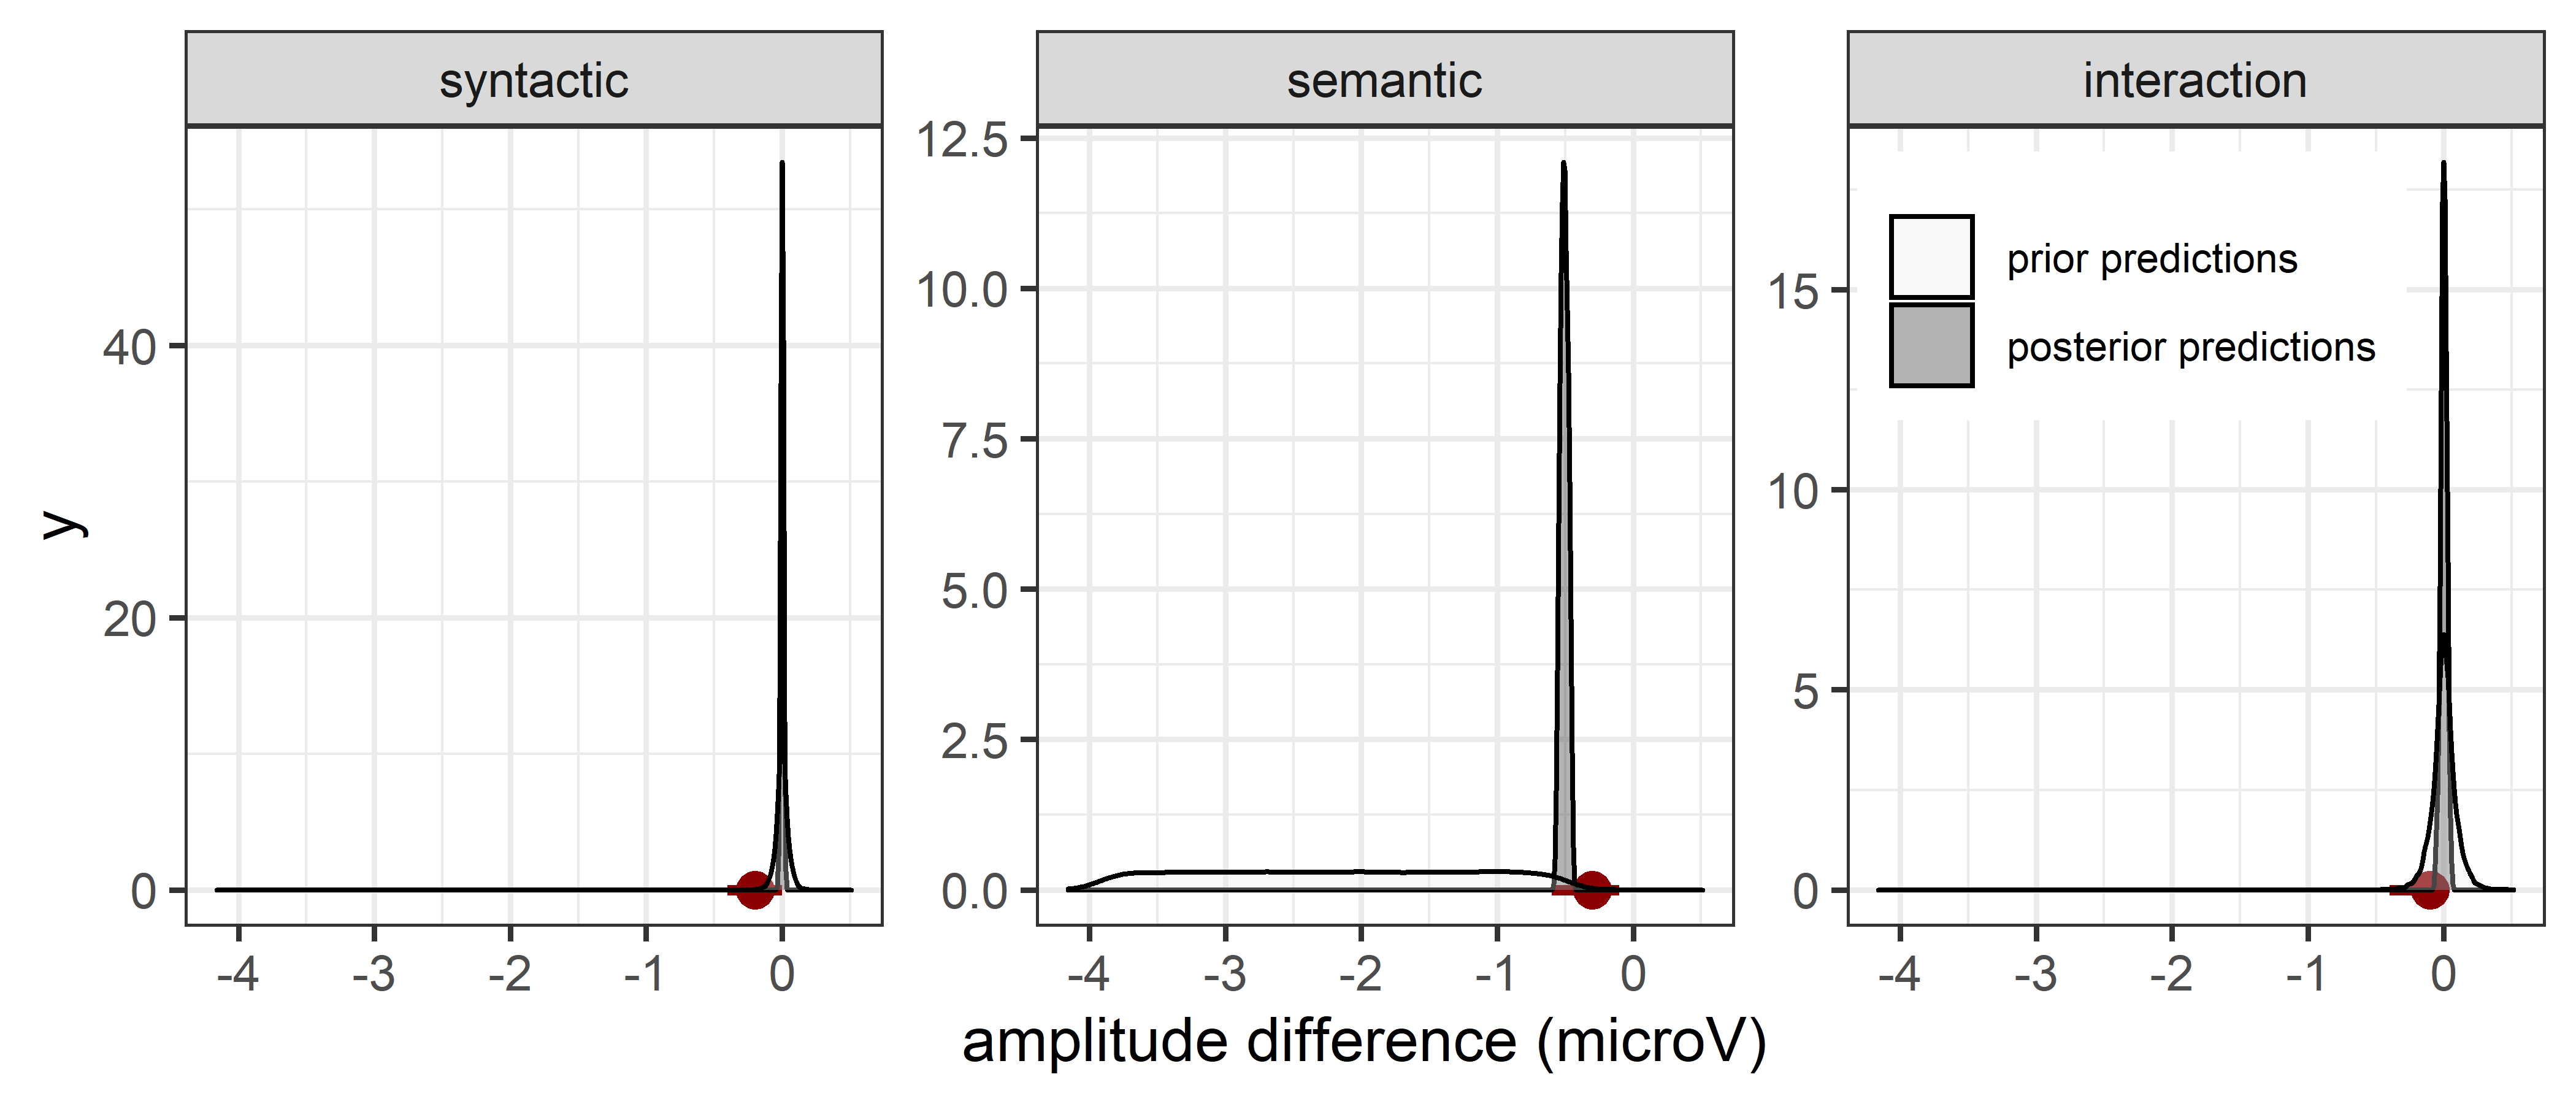 syntactic
semantic
interaction
y
40
20
0
12.5
10.0
7.5
5.0
2.5
0.0
15
10
5
0
prior predictions
posterior predictions
-4 -3 -2 -1 0
-4 -3 -2 -1 0
-4 -3 -2 -1 0
amplitude difference (microV)